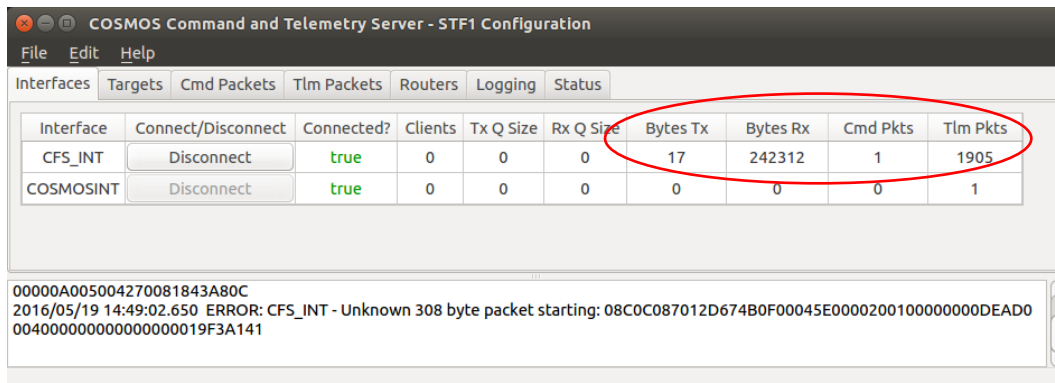 COSMOS Command and Telemetry Server - STF1 Configuration
File Edit Help
Interfaces Targets Cmd Packets Tlm Packets Routers Logging Status
Interface Connect/Disconnect Connected? Clients Tx Q Size Rx Q Size Bytes Tx Bytes Rx Cmd Pkts Tlm Pkts
CFS_INT Disconnect true 0 0 0 17 242312 1 1905
COSMOSINT Disconnect true 0 0 0 0 0 0 1
00000A005004270081843A80C
2016/05/19 14:49:02.650 ERROR: CFS_INT - Unknown 308 byte packet starting: 08C0C087012D674B0F00045E0000200100000000DEAD0
004000000000000000019F3A141